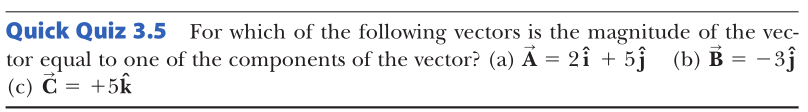 Quick Quiz 3.5 For which of the following vectors is the magnitude of the vec-
tor equal to one of the components of the vector? (a) A⃗ = 2î + 5ĵ (b) B⃗ = −3ĵ
(c) C⃗ = +5k̂